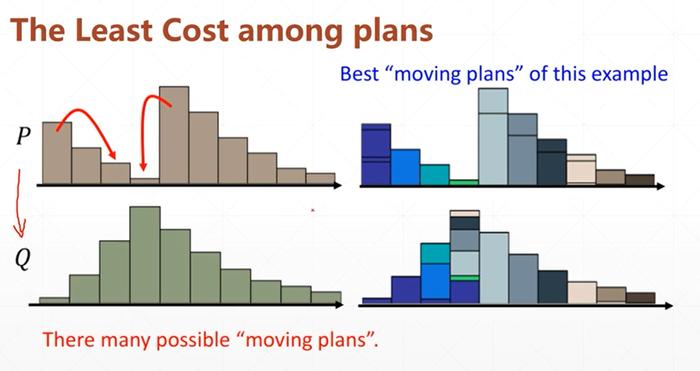 The Least Cost among plans
Best “moving plans” of this example
P
Q
There many possible “moving plans”.